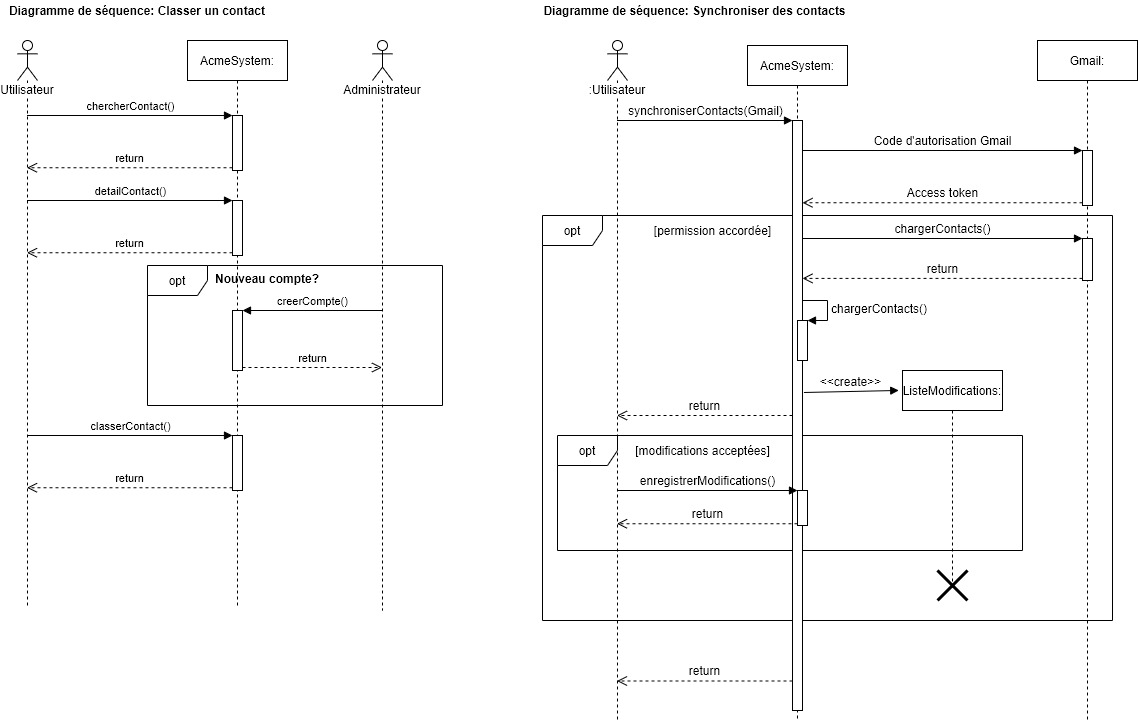 Diagramme de séquence: Classer un contact
AcmeSystem:
Utilisateur
Administrateur
chercherContact()
return
detailContact()
return
opt
Nouveau compte?
creerCompte()
return
classerContact()
return
Diagramme de séquence: Synchroniser des contacts
AcmeSystem:
Gmail:
:Utilisateur
synchroniserContacts(Gmail)
Code d'autorisation Gmail
Access token
opt
[permission accordée]
chargerContacts()
return
chargerContacts()
<<create>>
ListeModifications:
return
opt
[modifications acceptées]
enregistrerModifications()
return
return